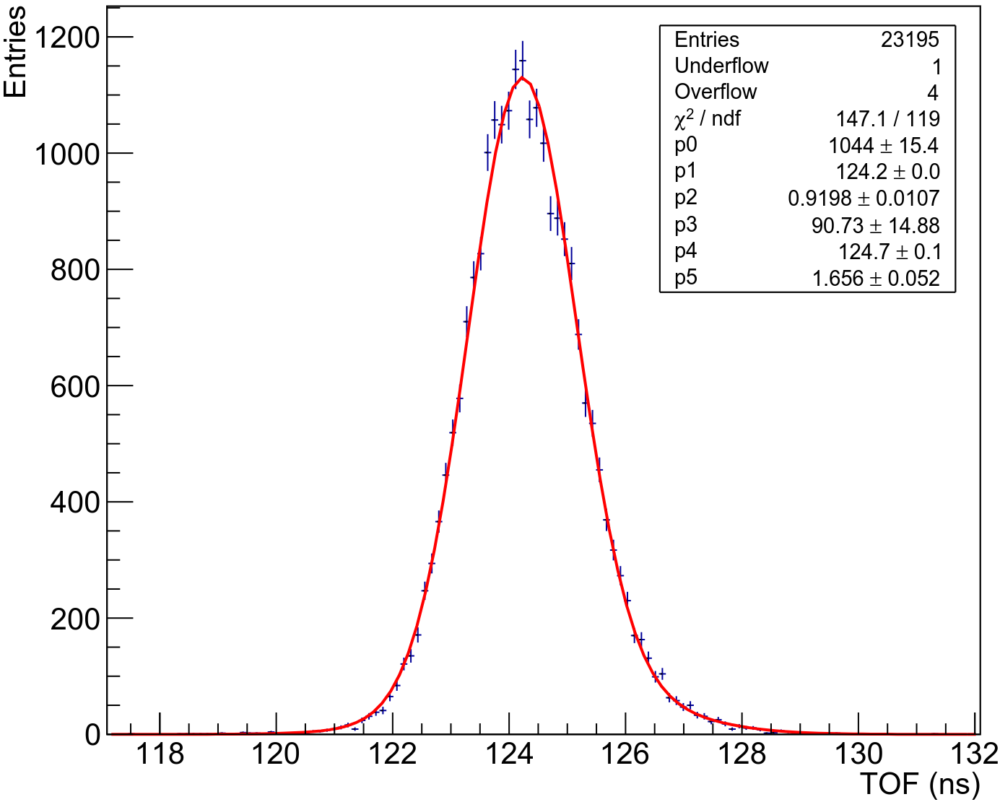 Entries
1200
1000
800
600
400
200
0
Entries 23195
Underflow 1
Overflow 4
χ² / ndf 147.1 / 119
p0 1044 ± 15.4
p1 124.2 ± 0.0
p2 0.9198 ± 0.0107
p3 90.73 ± 14.88
p4 124.7 ± 0.1
p5 1.656 ± 0.052
118 120 122 124 126 128 130 132
TOF (ns)